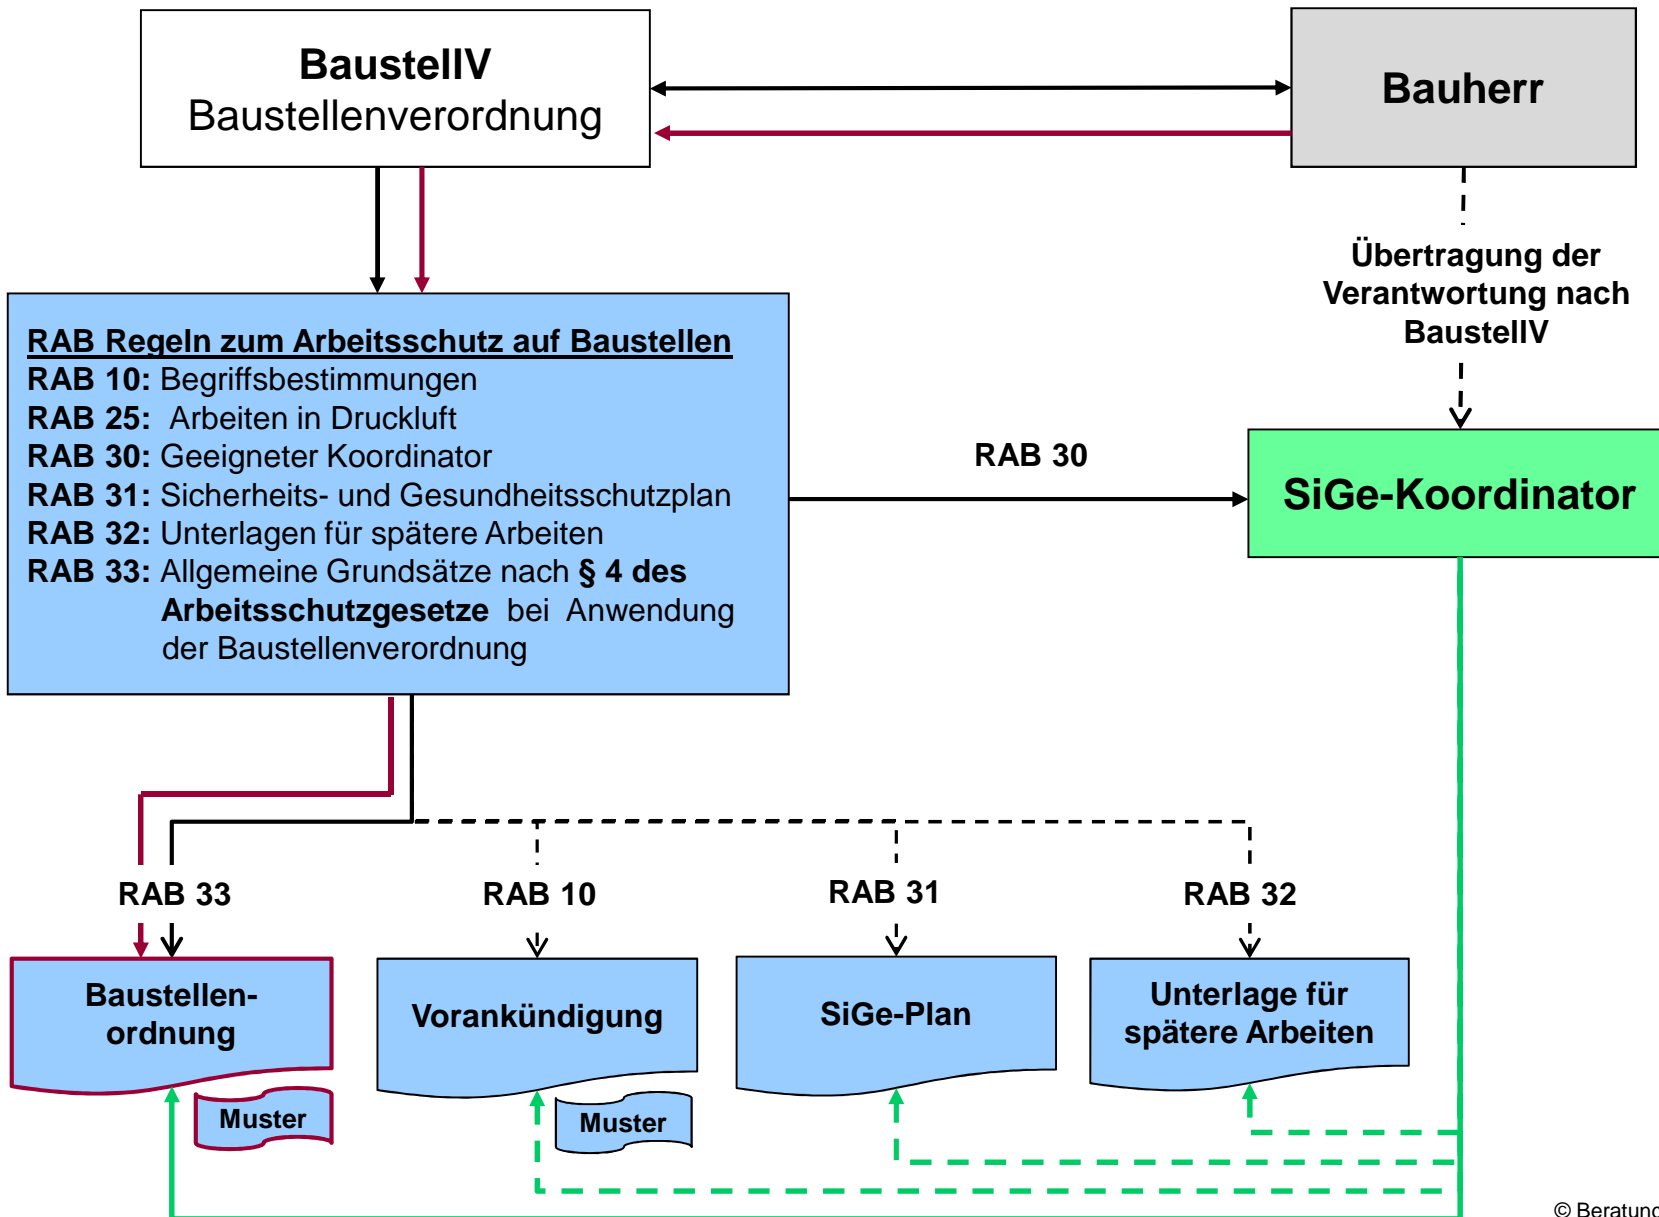 BaustellV
Baustellenverordnung
Bauherr
Übertragung der
Verantwortung nach
BaustellV
RAB Regeln zum Arbeitsschutz auf Baustellen
RAB 10: Begriffsbestimmungen
RAB 25: Arbeiten in Druckluft
RAB 30: Geeigneter Koordinator
RAB 31: Sicherheits- und Gesundheitsschutzplan
RAB 32: Unterlagen für spätere Arbeiten
RAB 33: Allgemeine Grundsätze nach § 4 des
Arbeitsschutzgesetze bei Anwendung
der Baustellenverordnung
RAB 30
SiGe-Koordinator
RAB 33
RAB 10
RAB 31
RAB 32
Baustellen-
ordnung
Muster
Vorankündigung
Muster
SiGe-Plan
Unterlage für
spätere Arbeiten
© Beratung